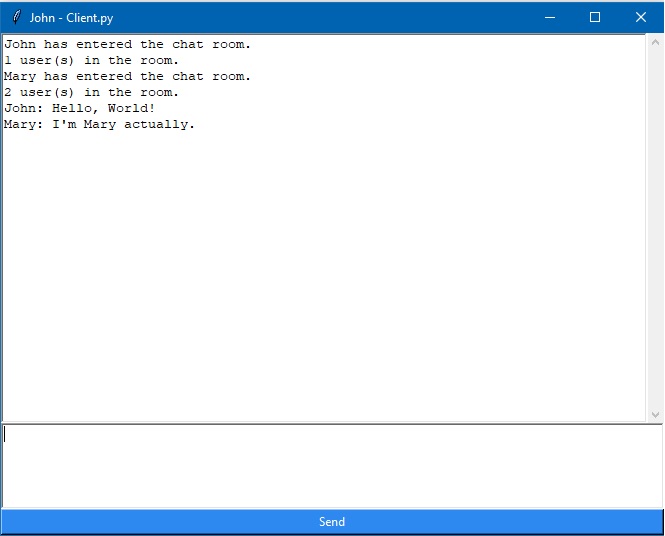 John - Client.py
John has entered the chat room.
1 user(s) in the room.
Mary has entered the chat room.
2 user(s) in the room.
John: Hello, World!
Mary: I'm Mary actually.
Send